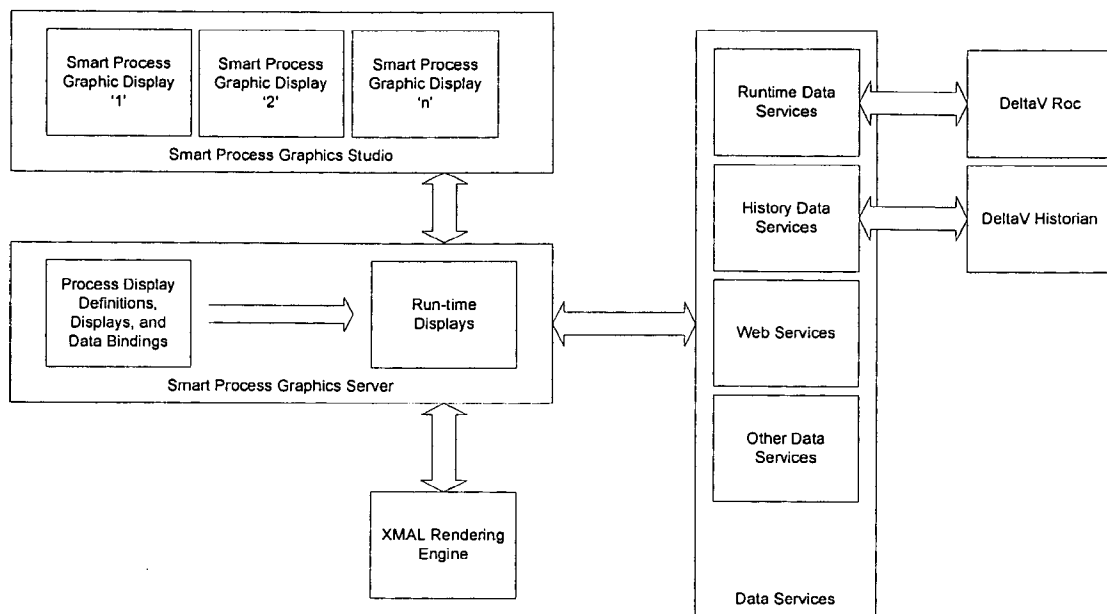 Smart Process
Graphic Display
'1'
Smart Process
Graphic Display
'2'
Smart Process
Graphic Display
'n'
Smart Process Graphics Studio
Process Display
Definitions,
Displays, and
Data Bindings
Run-time
Displays
Smart Process Graphics Server
XMAL Rendering
Engine
Runtime Data
Services
History Data
Services
Web Services
Other Data
Services
Data Services
DeltaV Roc
DeltaV Historian